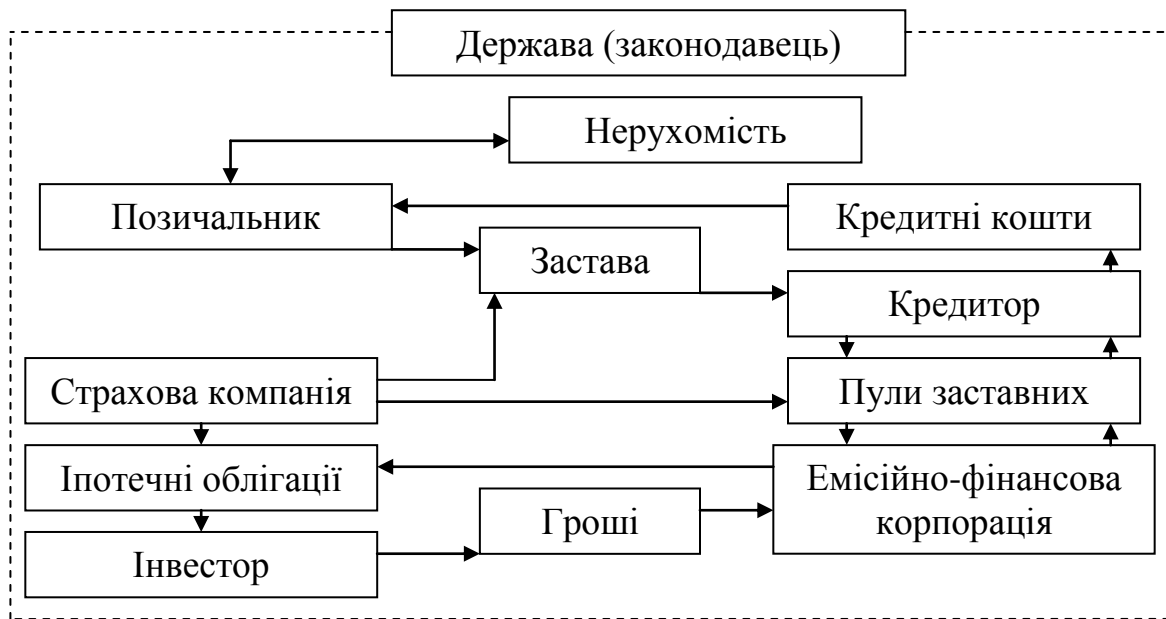 Держава (законодавець)
Нерухомість
Позичальник
Кредитні кошти
Застава
Кредитор
Страхова компанія
Пули заставних
Іпотечні облігації
Емісійно-фінансова
корпорація
Гроші
Інвестор